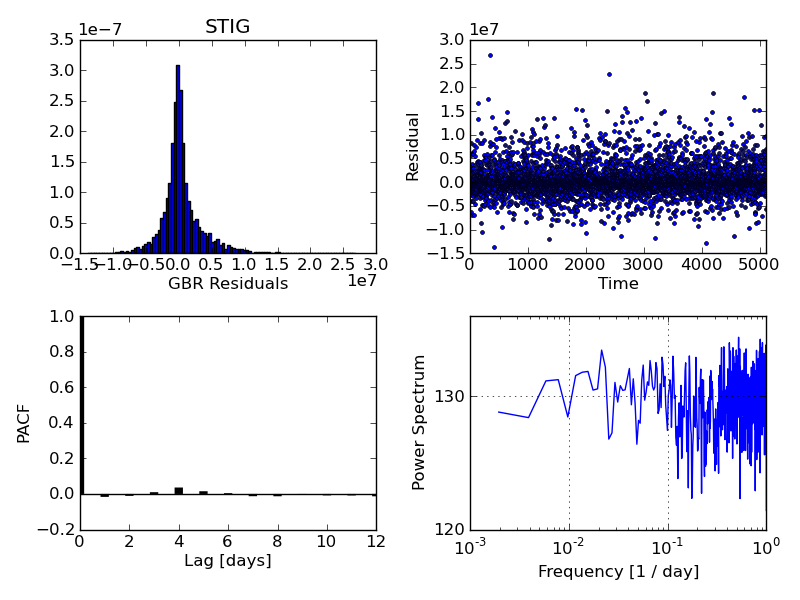 STIG
1e−7
3.5
3.0
2.5
2.0
1.5
1.0
0.5
0.0
−1.5 −1.0 −0.5 0.0 0.5 1.0 1.5 2.0 2.5 3.0
GBR Residuals 1e7
1e7
3.0
2.5
2.0
1.5
1.0
0.5
0.0
−0.5
−1.0
−1.5
Residual
0 1000 2000 3000 4000 5000
Time
1.0
0.8
0.6
0.4
0.2
0.0
−0.2
PACF
0 2 4 6 8 10 12
Lag [days]
130
120
Power Spectrum
10^-3 10^-2 10^-1 10^0
Frequency [1 / day]